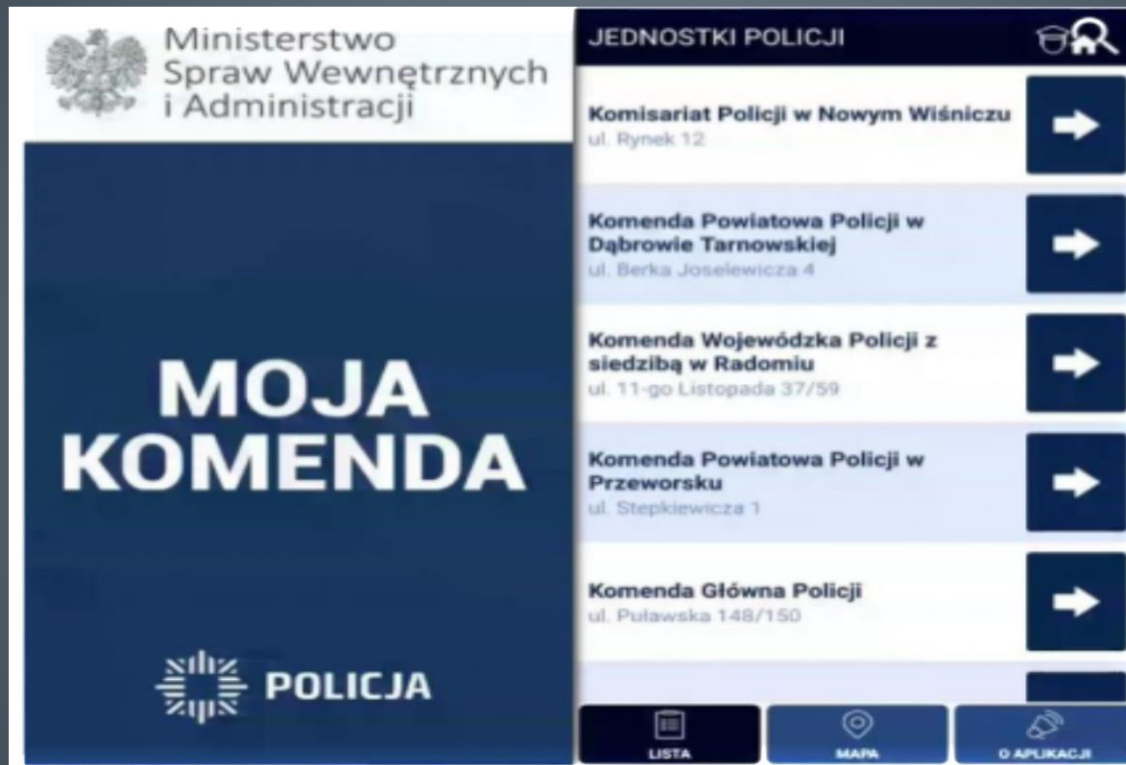 Ministerstwo
Spraw Wewnętrznych
i Administracji
MOJA
KOMENDA
POLICJA
JEDNOSTKI POLICJI
Komisariat Policji w Nowym Wiśniczu
ul. Rynek 12
Komenda Powiatowa Policji w
Dąbrowie Tarnowskiej
ul. Berka Joselewicza 4
Komenda Wojewódzka Policji z
siedzibą w Radomiu
ul. 11-go Listopada 37/59
Komenda Powiatowa Policji w
Przeworsku
ul. Stepkiewicza 1
Komenda Główna Policji
ul. Puławska 148/150
LISTA
MAPA
O APLIKACJI